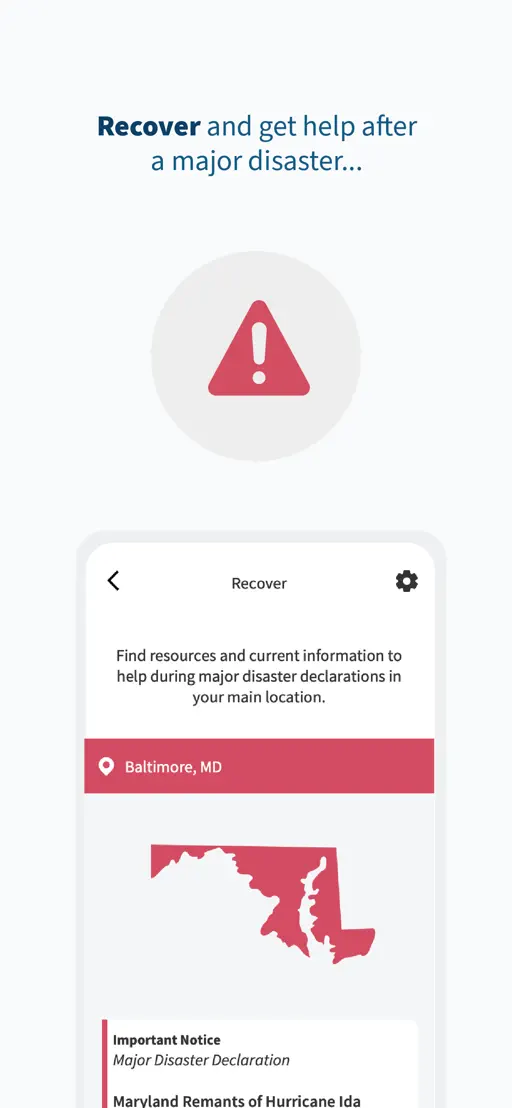 Recover and get help after
a major disaster...
Recover
Find resources and current information to
help during major disaster declarations in
your main location.
Baltimore, MD
Important Notice
Major Disaster Declaration
Maryland Remants of Hurricane Ida